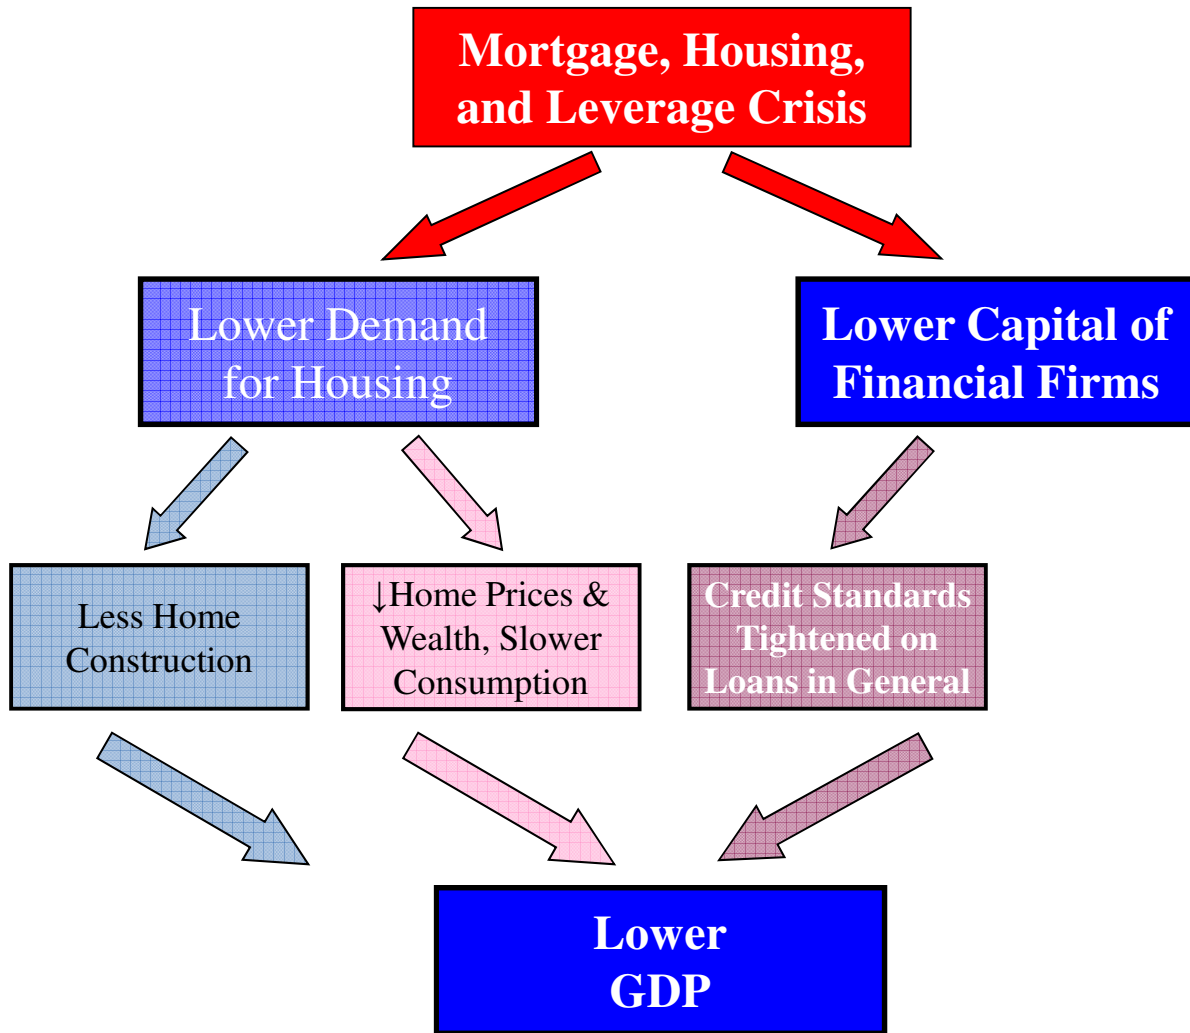 Mortgage, Housing,
and Leverage Crisis
Lower Demand
for Housing
Lower Capital of
Financial Firms
Less Home
Construction
↓Home Prices &
Wealth, Slower
Consumption
Credit Standards
Tightened on
Loans in General
Lower
GDP